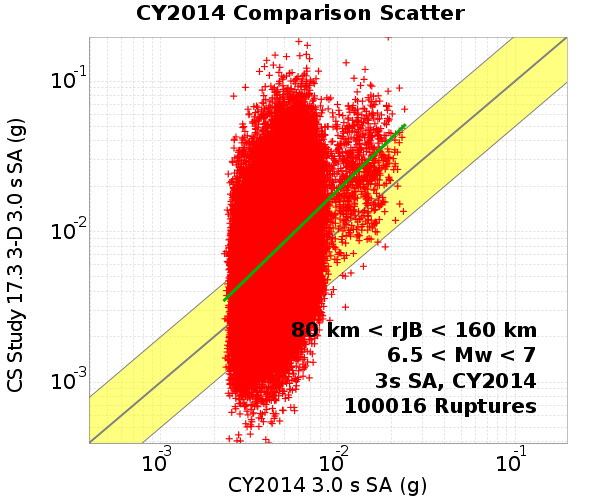 CY2014 Comparison Scatter
CS Study 17.3 3-D 3.0 s SA (g)
10⁻¹
10⁻²
10⁻³
80 km < rJB < 160 km
6.5 < Mw < 7
3s SA, CY2014
100016 Ruptures
10⁻³ 10⁻² 10⁻¹
CY2014 3.0 s SA (g)